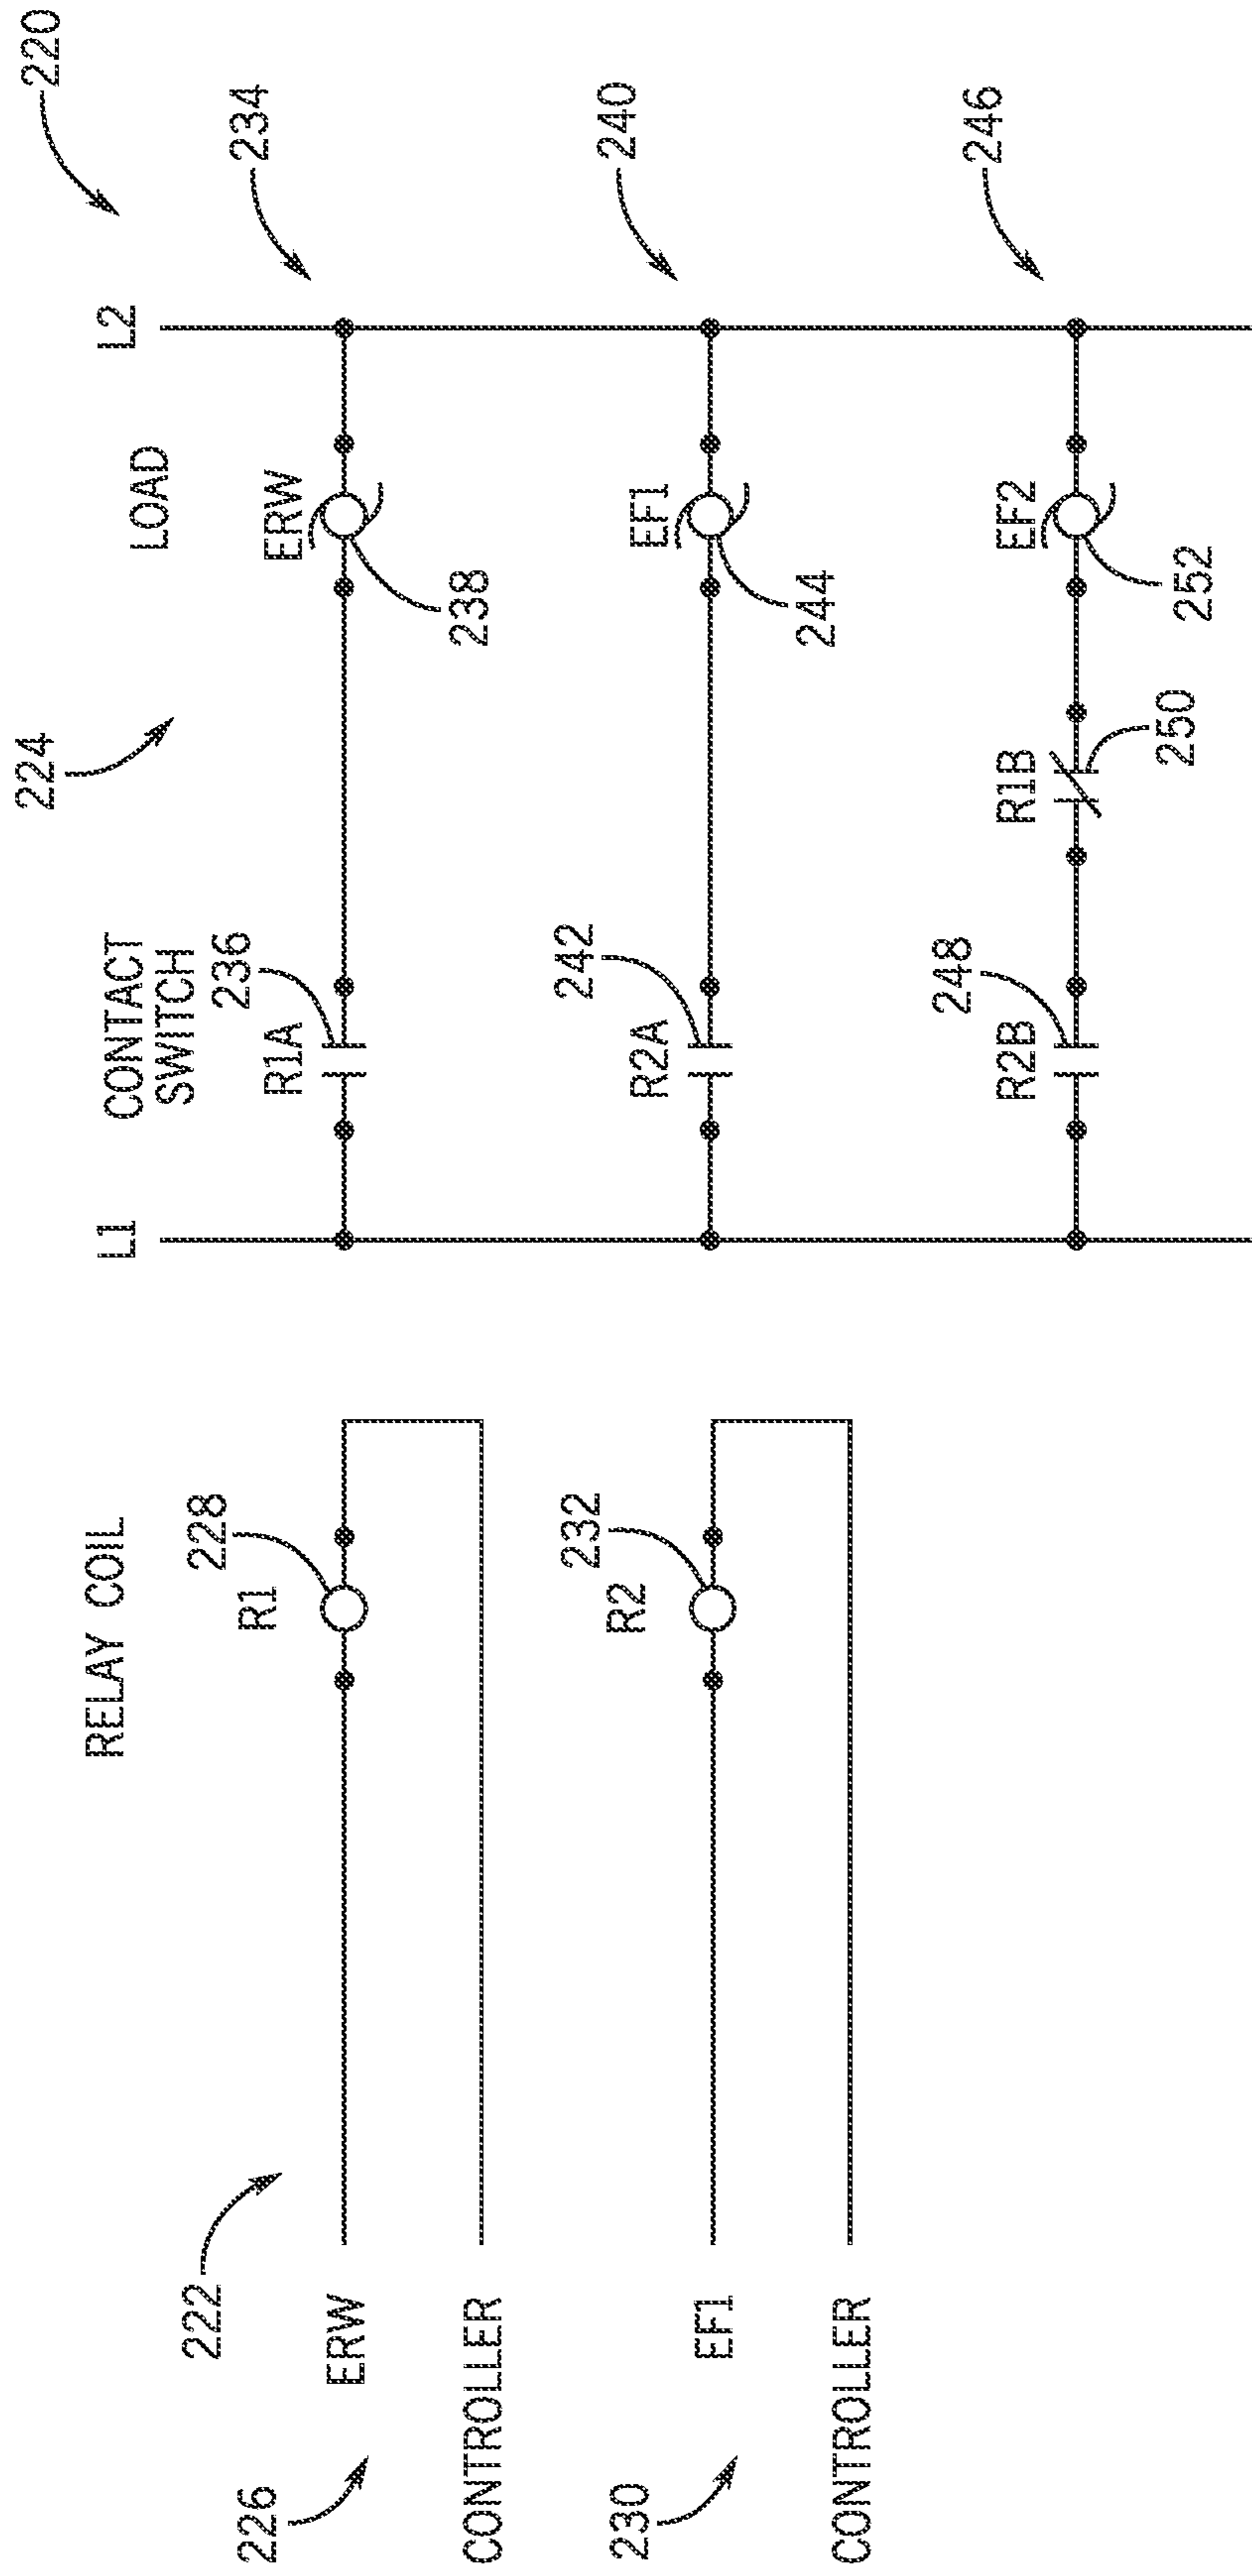 220
222
224
RELAY COIL
CONTACT
SWITCH
LOAD
L1
L2
226
ERW
CONTROLLER
R1
228
R1A
236
ERW
238
234
230
EF1
CONTROLLER
R2
232
R2A
242
EF1
244
240
R2B
248
R1B
250
EF2
252
246